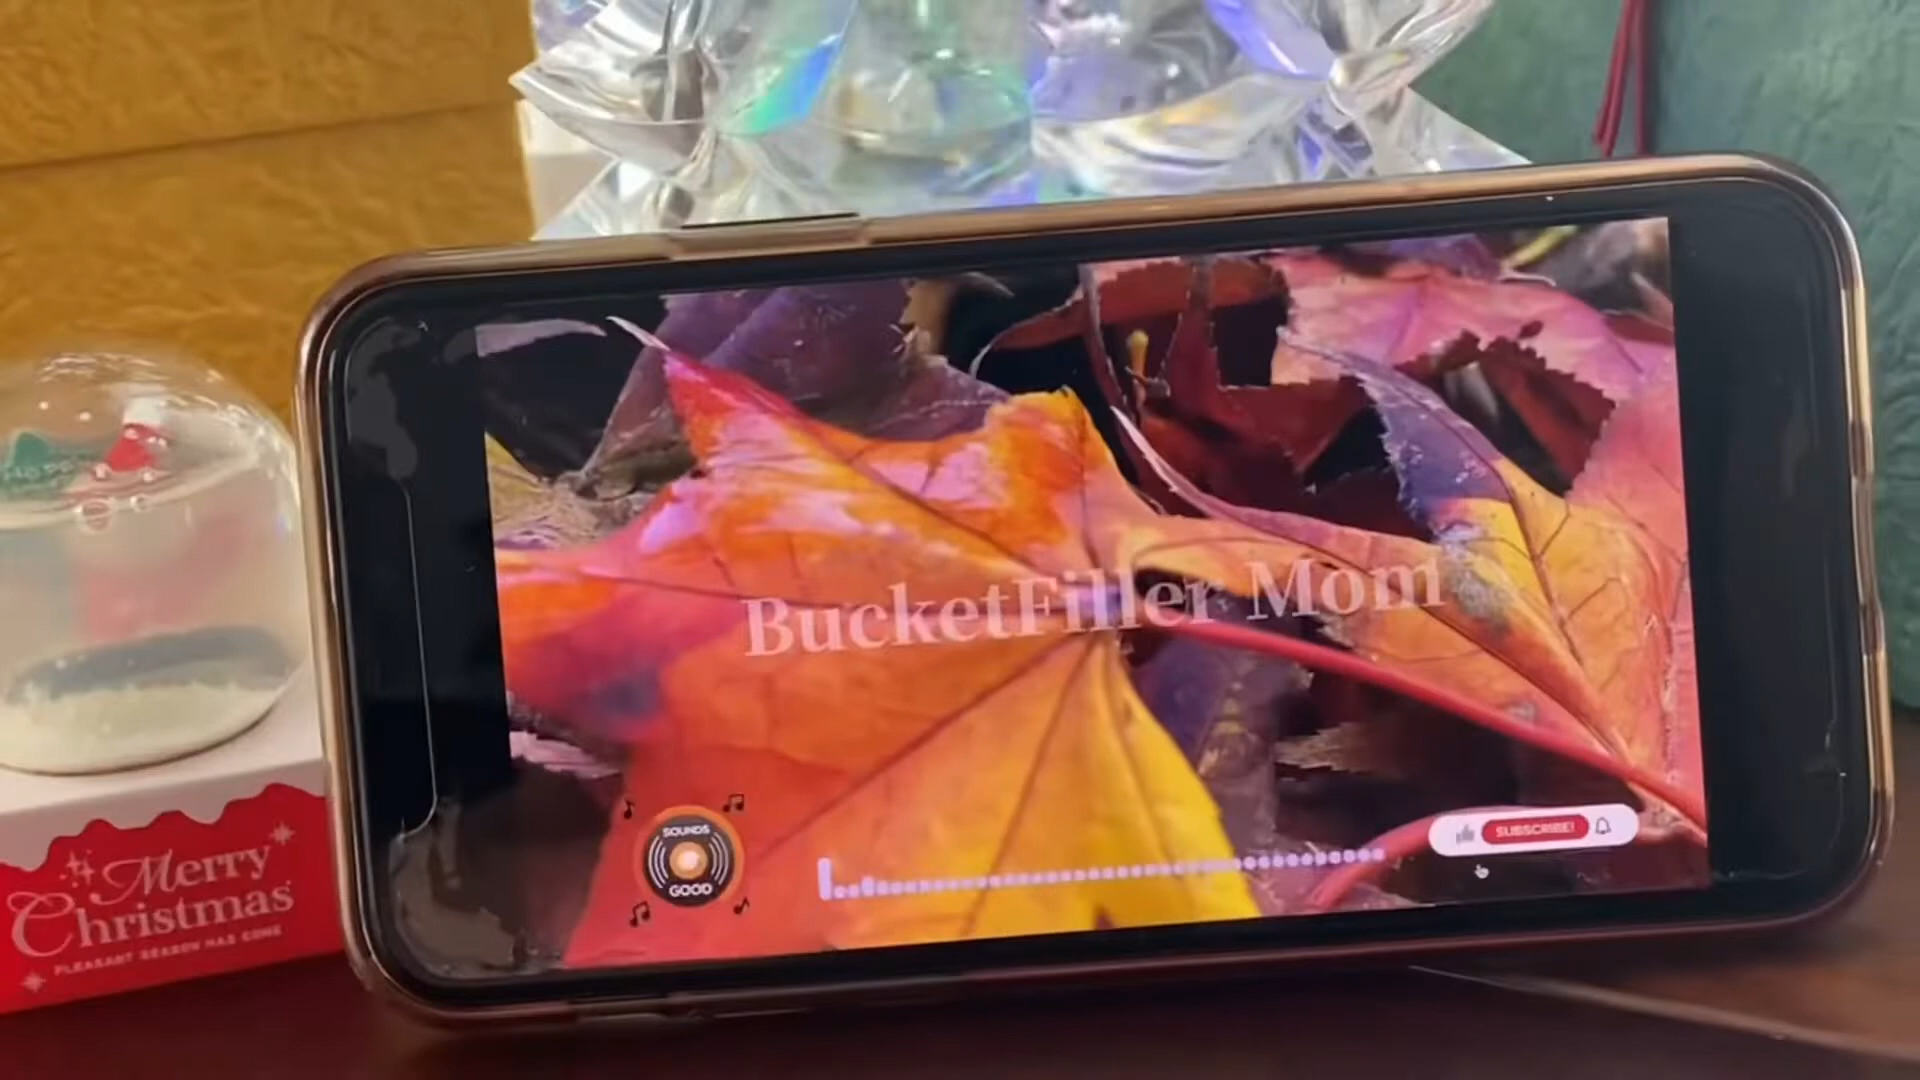 BucketFiller Mom
SOUNDS
GOOD
SUBSCRIBE!
Merry
Christmas
PLEASANT SEASON HAS COME